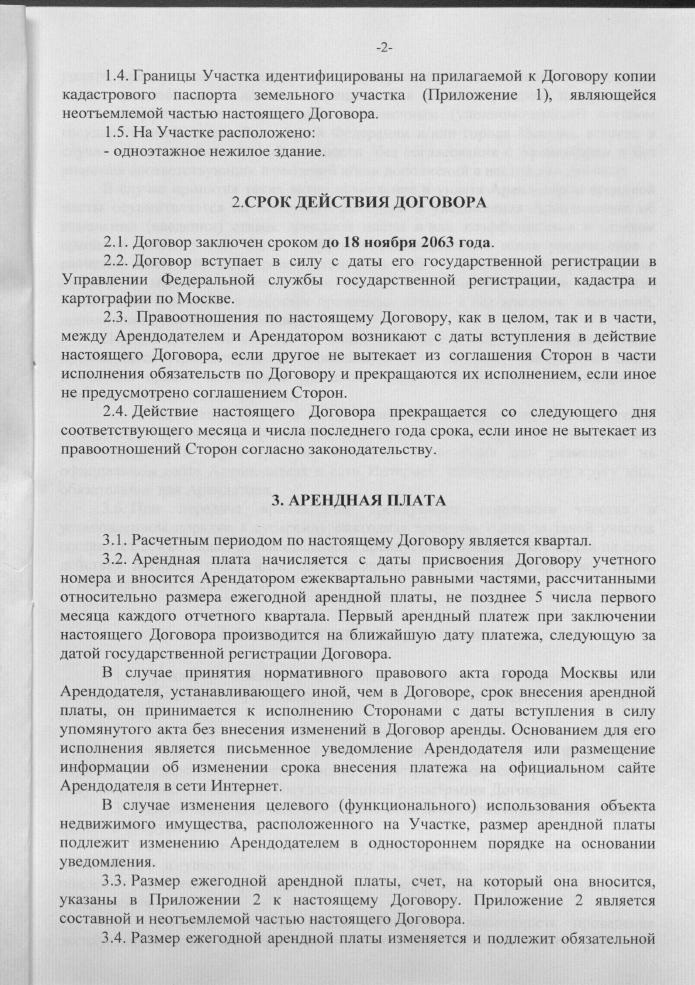 -2-
1.4. Границы Участка идентифицированы на прилагаемой к Договору копии
кадастрового паспорта земельного участка (Приложение 1), являющейся
неотъемлемой частью настоящего Договора.
1.5. На Участке расположено:
- одноэтажное нежилое здание.
2.СРОК ДЕЙСТВИЯ ДОГОВОРА
2.1. Договор заключен сроком до 18 ноября 2063 года.
2.2. Договор вступает в силу с даты его государственной регистрации в
Управлении Федеральной службы государственной регистрации, кадастра и
картографии по Москве.
2.3. Правоотношения по настоящему Договору, как в целом, так и в части,
между Арендодателем и Арендатором возникают с даты вступления в действие
настоящего Договора, если другое не вытекает из соглашения Сторон в части
исполнения обязательств по Договору и прекращаются их исполнением, если иное
не предусмотрено соглашением Сторон.
2.4. Действие настоящего Договора прекращается со следующего дня
соответствующего месяца и числа последнего года срока, если иное не вытекает из
правоотношений Сторон согласно законодательству.
3. АРЕНДНАЯ ПЛАТА
3.1. Расчетным периодом по настоящему Договору является квартал.
3.2. Арендная плата начисляется с даты присвоения Договору учетного
номера и вносится Арендатором ежеквартально равными частями, рассчитанными
относительно размера ежегодной арендной платы, не позднее 5 числа первого
месяца каждого отчетного квартала. Первый арендный платеж при заключении
настоящего Договора производится на ближайшую дату платежа, следующую за
датой государственной регистрации Договора.
В случае принятия нормативного правового акта города Москвы или
Арендодателя, устанавливающего иной, чем в Договоре, срок внесения арендной
платы, он принимается к исполнению Сторонами с даты вступления в силу
упомянутого акта без внесения изменений в Договор аренды. Основанием для его
исполнения является письменное уведомление Арендодателя или размещение
информации об изменении срока внесения платежа на официальном сайте
Арендодателя в сети Интернет.
В случае изменения целевого (функционального) использования объекта
недвижимого имущества, расположенного на Участке, размер арендной платы
подлежит изменению Арендодателем в одностороннем порядке на основании
уведомления.
3.3. Размер ежегодной арендной платы, счет, на который она вносится,
указаны в Приложении 2 к настоящему Договору. Приложение 2 является
составной и неотъемлемой частью настоящего Договора.
3.4. Размер ежегодной арендной платы изменяется и подлежит обязательной